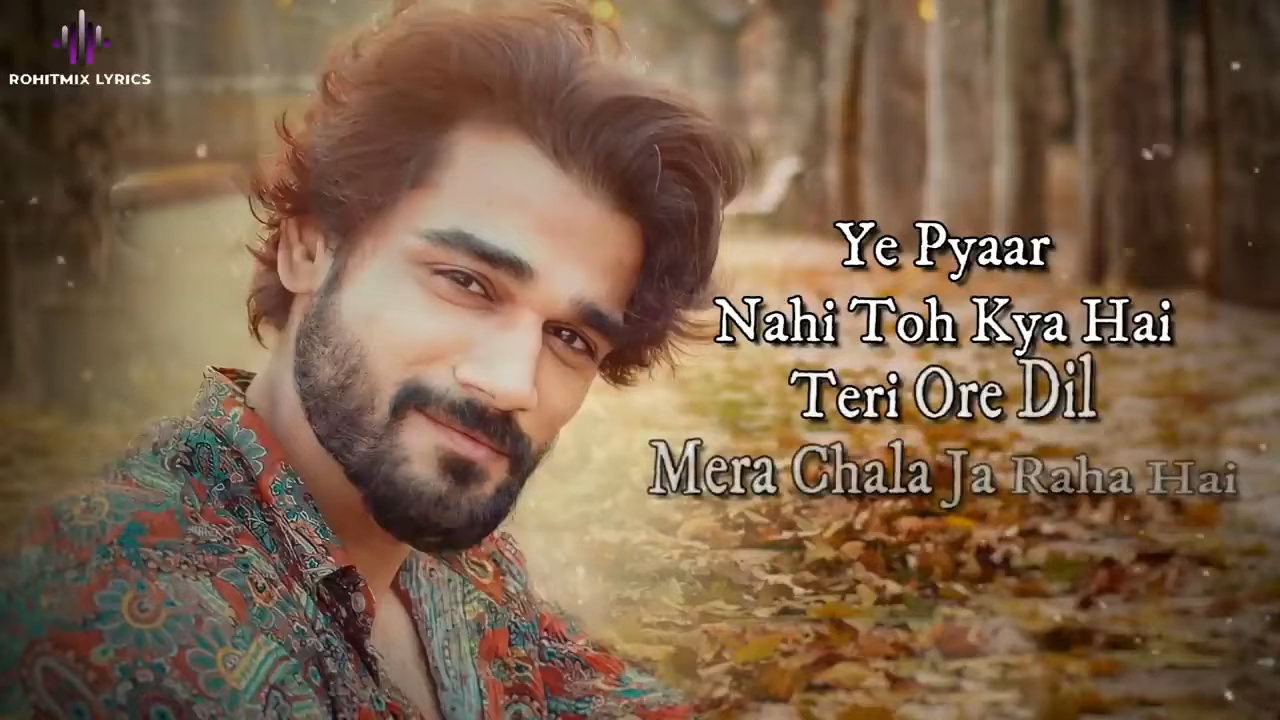 ROHITMIX LYRICS
Ye Pyaar
Nahi Toh Kya Hai
Teri Ore Dil
Mera Chala Ja Raha Hai